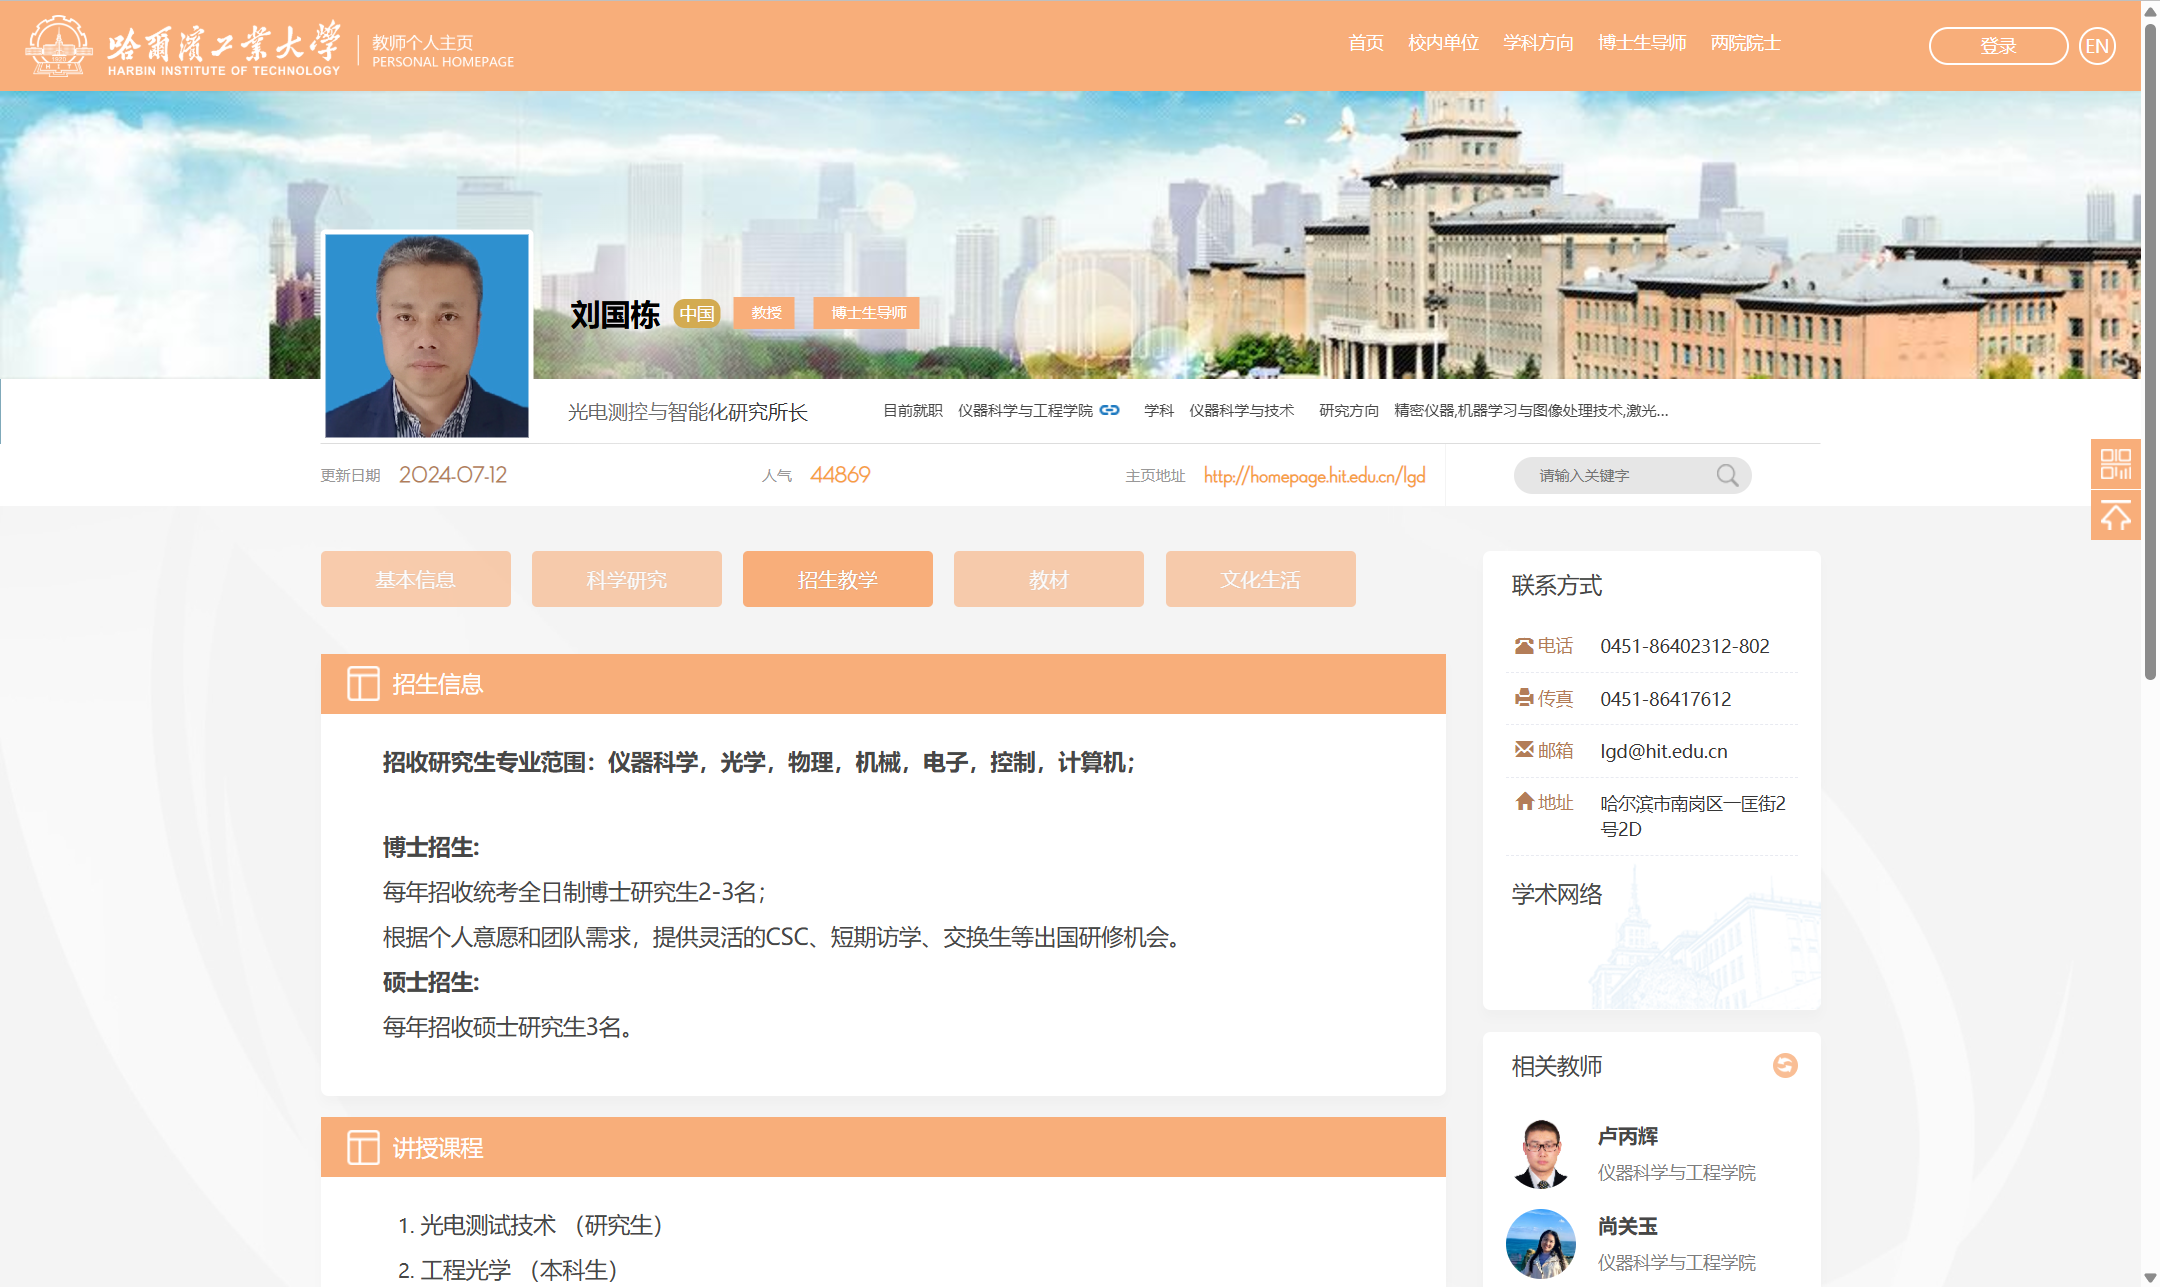 哈爾濱工業大學
HARBIN INSTITUTE OF TECHNOLOGY
教师个人主页
PERSONAL HOMEPAGE
首页 校内单位 学科方向 博士生导师 两院院士
登录 EN
刘国栋 中国 教授 博士生导师
光电测控与智能化研究所长
目前就职 仪器科学与工程学院 学科 仪器科学与技术 研究方向 精密仪器,机器学习与图像处理技术,激光...
更新日期 2024-07-12 人气 44869 主页地址 http://homepage.hit.edu.cn/lgd
请输入关键字
基本信息 科学研究 招生教学 教材 文化生活
招生信息
招收研究生专业范围：仪器科学，光学，物理，机械，电子，控制，计算机；
博士招生:
每年招收统考全日制博士研究生2-3名；
根据个人意愿和团队需求，提供灵活的CSC、短期访学、交换生等出国研修机会。
硕士招生:
每年招收硕士研究生3名。
讲授课程
1. 光电测试技术 （研究生）
2. 工程光学 （本科生）
联系方式
电话 0451-86402312-802
传真 0451-86417612
邮箱 lgd@hit.edu.cn
地址 哈尔滨市南岗区一匡街2
号2D
学术网络
相关教师
卢丙辉
仪器科学与工程学院
尚关玉
仪器科学与工程学院